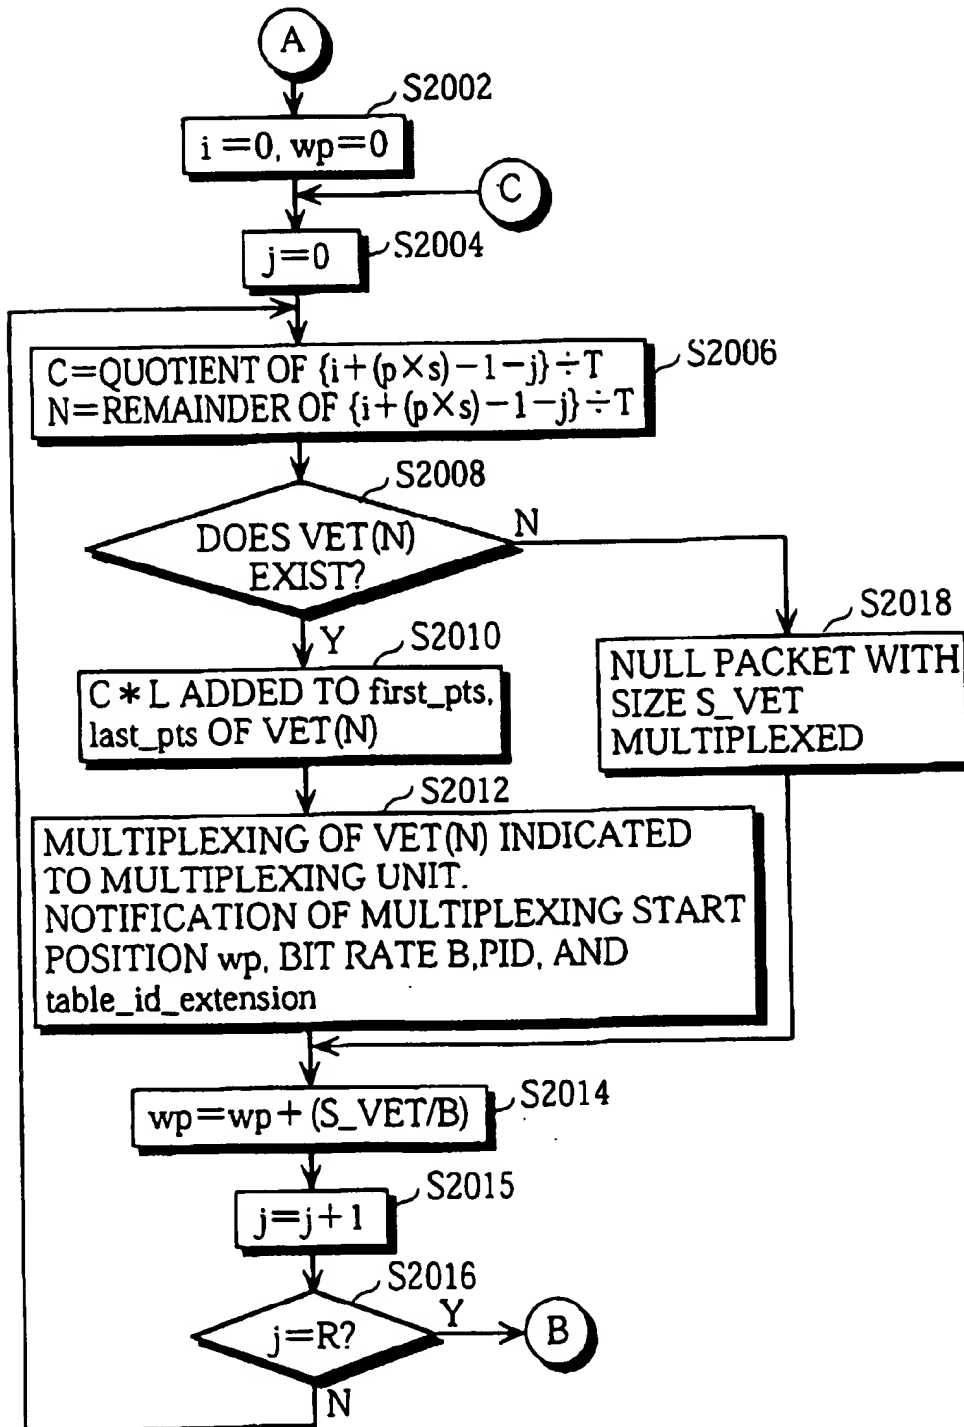 A
S2002
i=0, wp=0
C
j=0
S2004
C=QUOTIENT OF {i+(p×s)-1-j}÷T
N=REMAINDER OF {i+(p×s)-1-j}÷T
S2006
S2008
DOES VET(N)
EXIST?
N
Y
S2010
C*L ADDED TO first_pts,
last_pts OF VET(N)
S2018
NULL PACKET WITH
SIZE S_VET
MULTIPLEXED
S2012
MULTIPLEXING OF VET(N) INDICATED
TO MULTIPLEXING UNIT.
NOTIFICATION OF MULTIPLEXING START
POSITION wp, BIT RATE B,PID, AND
table_id_extension
wp=wp+(S_VET/B)
S2014
S2015
j=j+1
S2016
j=R?
Y
B
N